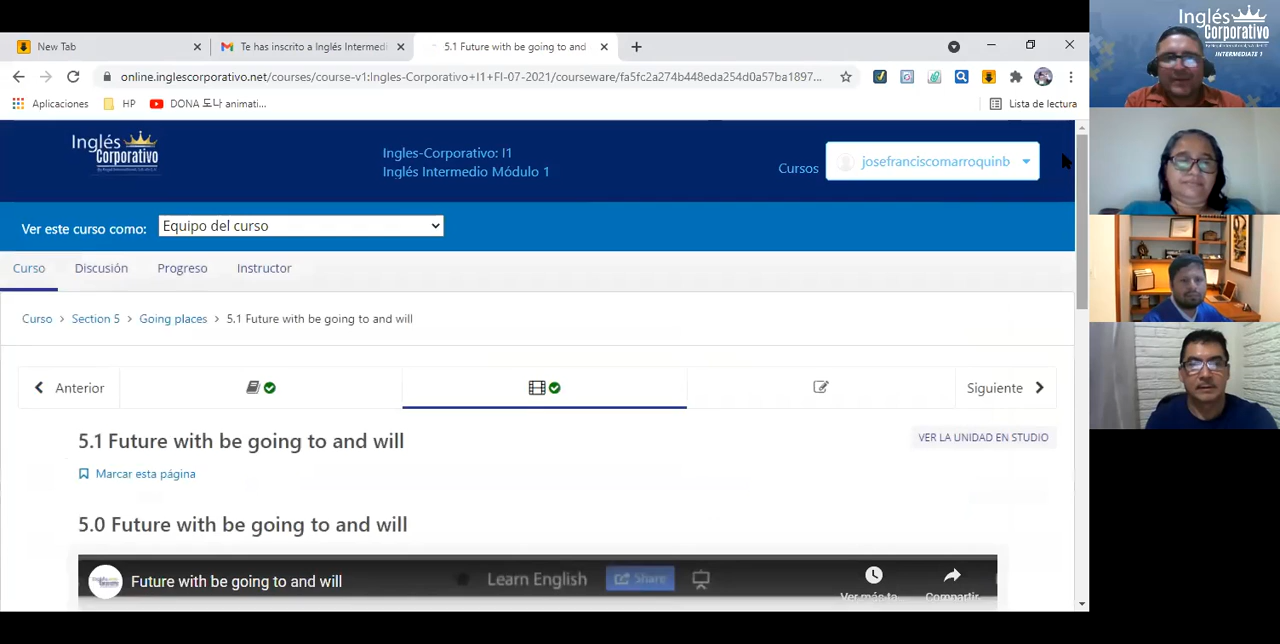 New Tab
Te has inscrito a Inglés Intermedi
5.1 Future with be going to and
online.inglescorporativo.net/courses/course-v1:Ingles-Corporativo+I1+FI-07-2021/courseware/fa5fc2a274b448eda254d0a57ba1897...
Aplicaciones
HP
DONA 도나 animati...
Lista de lectura
Inglés
Corporativo
Ingles-Corporativo: I1
Inglés Intermedio Módulo 1
Cursos
josefranciscomarroquinb
Ver este curso como:
Equipo del curso
Curso
Discusión
Progreso
Instructor
Curso > Section 5 > Going places > 5.1 Future with be going to and will
Anterior
Siguiente
5.1 Future with be going to and will
VER LA UNIDAD EN STUDIO
Marcar esta página
5.0 Future with be going to and will
Future with be going to and will
Learn English
Share
Ver más ta...
Compartir
Inglés
Corporativo
INTERMEDIATE 1